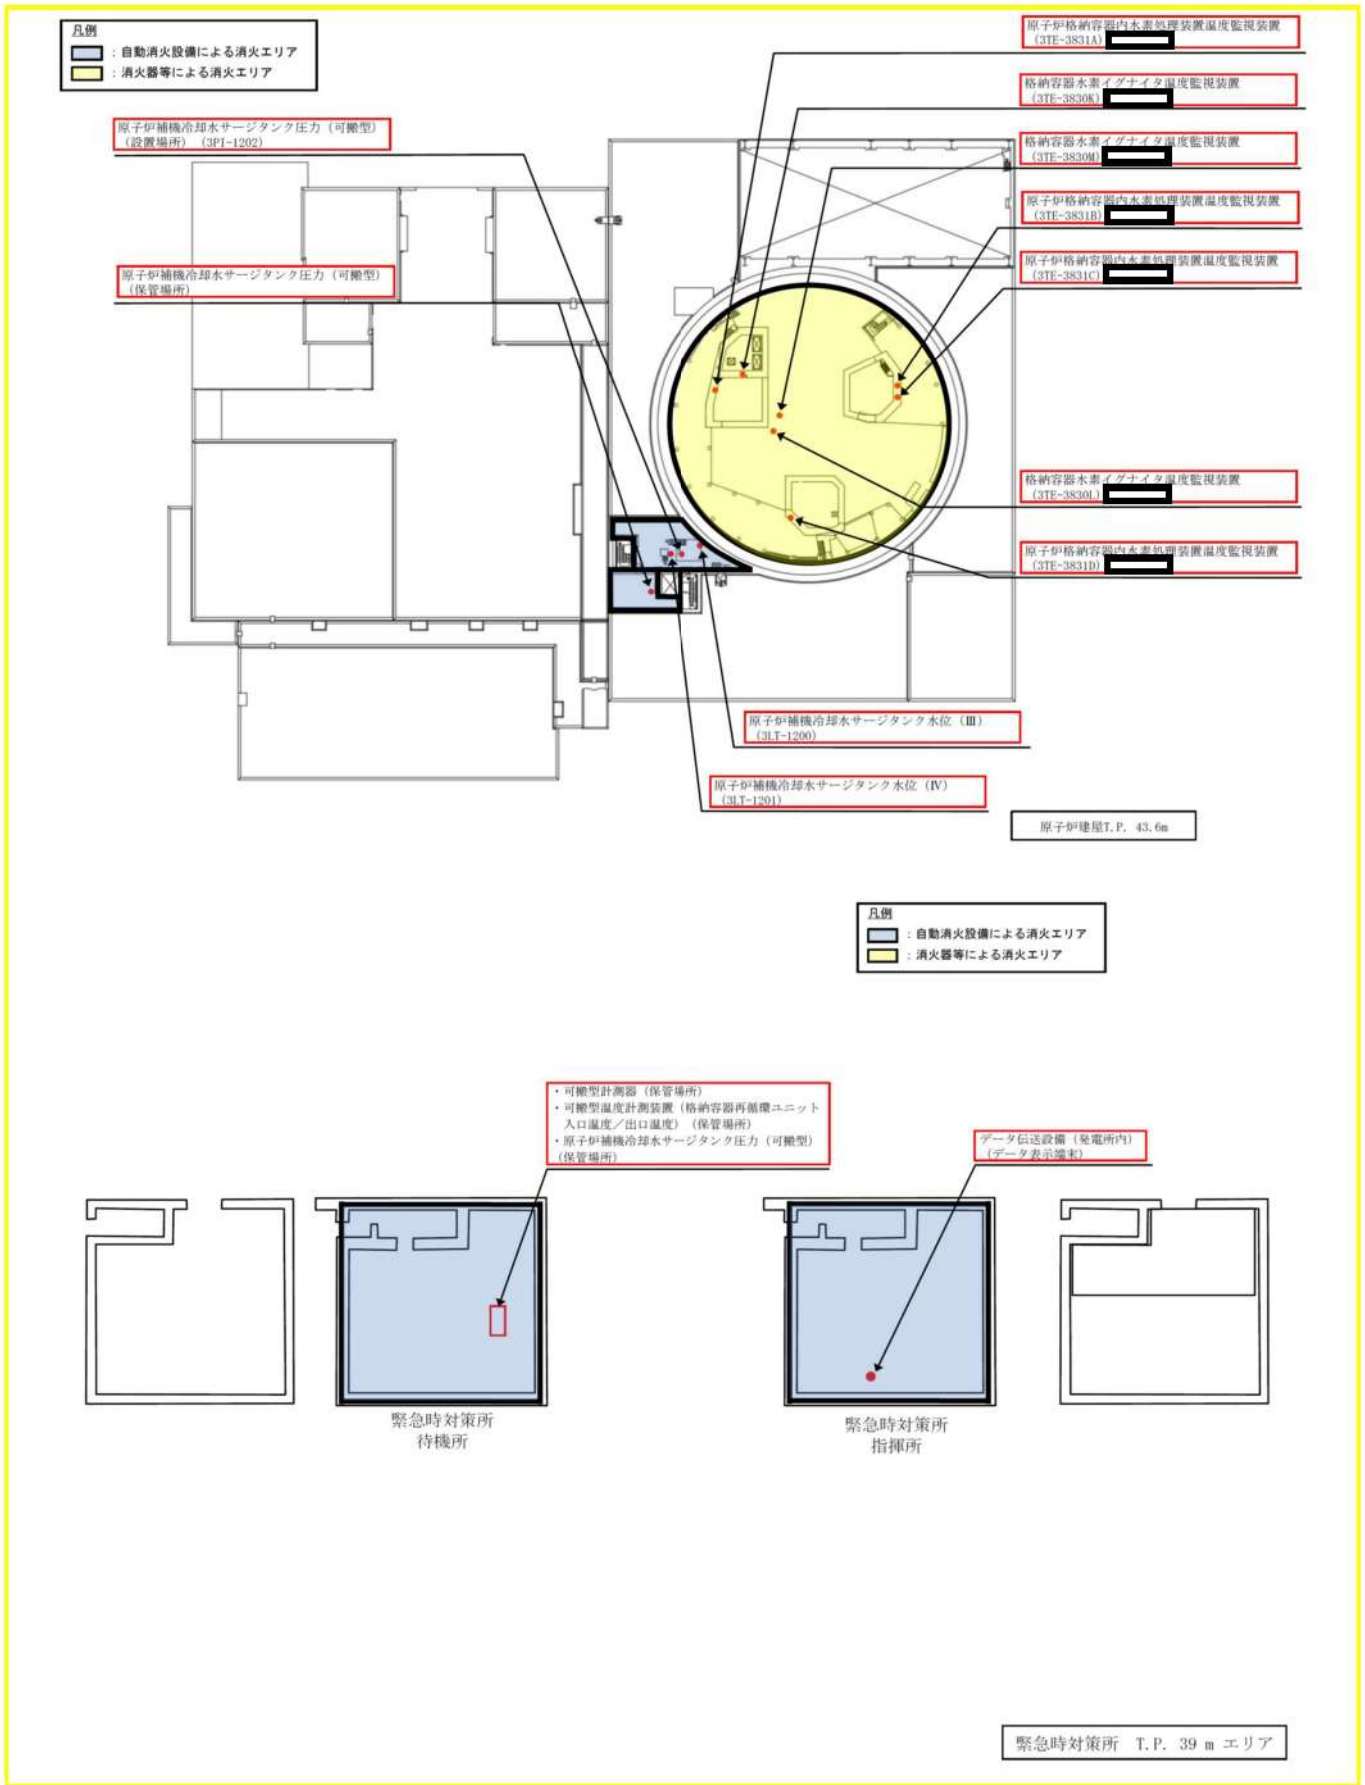 凡例
：自動消火設備による消火エリア
：消火器等による消火エリア
原子炉格納容器内水素処理装置温度監視装置
(3TE-3831A)
格納容器水素イグナイタ温度監視装置
(3TE-3830K)
原子炉補機冷却水サージタンク圧力（可搬型）
（設置場所）（3PI-1202）
格納容器水素イグナイタ温度監視装置
(3TE-3830M)
原子炉格納容器内水素処理装置温度監視装置
(3TE-3831B)
原子炉補機冷却水サージタンク圧力（可搬型）
（保管場所）
原子炉格納容器内水素処理装置温度監視装置
(3TE-3831C)
格納容器水素イグナイタ温度監視装置
(3TE-3830L)
原子炉格納容器内水素処理装置温度監視装置
(3TE-3831D)
原子炉補機冷却水サージタンク水位（Ⅲ）
(3LT-1200)
原子炉補機冷却水サージタンク水位（Ⅳ）
(3LT-1201)
原子炉建屋T.P. 43.6m
凡例
：自動消火設備による消火エリア
：消火器等による消火エリア
・可搬型計測器（保管場所）
・可搬型温度計測装置（格納容器再循環ユニット
入口温度／出口温度）（保管場所）
・原子炉補機冷却水サージタンク圧力（可搬型）
（保管場所）
データ伝送設備（発電所内）
（データ表示端末）
緊急時対策所
待機所
緊急時対策所
指揮所
緊急時対策所 T.P. 39 m エリア